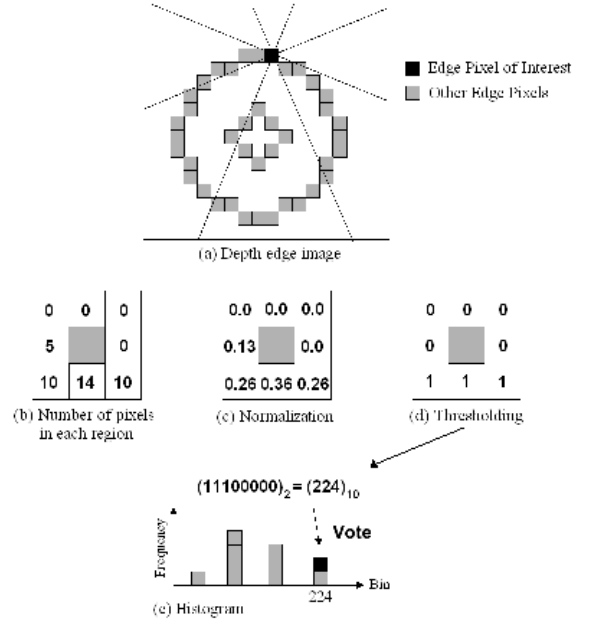 Edge Pixel of Interest
Other Edge Pixels
(a) Depth edge image
0 0 0
5 0
10 14 10
(b) Number of pixels
in each region
0.0 0.0 0.0
0.13 0.0
0.26 0.36 0.26
(c) Normalization
0 0 0
0 0
1 1 1
(d) Thresholding
(11100000)2 = (224)10
Vote
Frequency
Bin
224
(e) Histogram